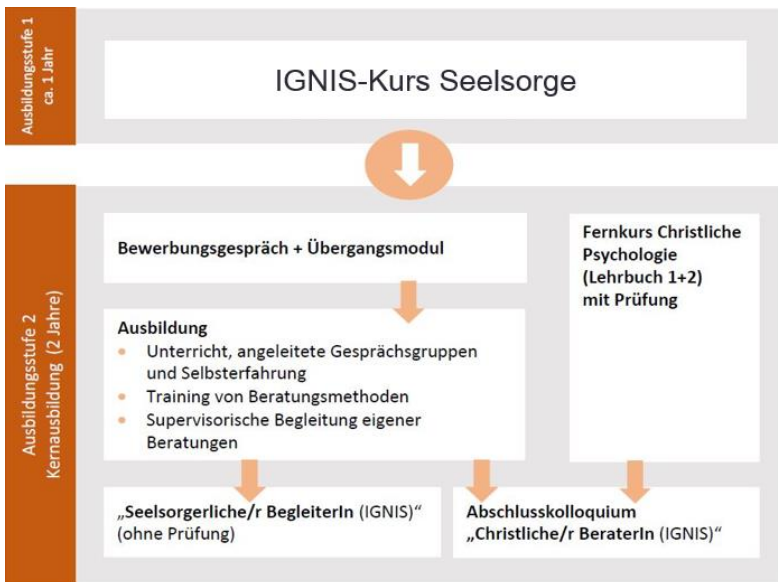 Ausbildungsstufe 1
ca. 1 Jahr
IGNIS-Kurs Seelsorge
Ausbildungsstufe 2
Kernausbildung (2 Jahre)
Bewerbungsgespräch + Übergangsmodul
Fernkurs Christliche
Psychologie
(Lehrbuch 1+2)
mit Prüfung
Ausbildung
• Unterricht, angeleitete Gesprächsgruppen
und Selbsterfahrung
• Training von Beratungsmethoden
• Supervisorische Begleitung eigener
Beratungen
„Seelsorgerliche/r BegleiterIn (IGNIS)“
(ohne Prüfung)
Abschlusskolloquium
„Christliche/r BeraterIn (IGNIS)“